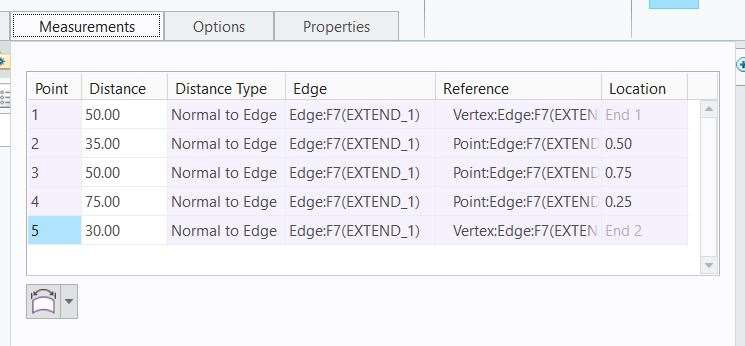 Measurements Options Properties
Point Distance Distance Type Edge Reference Location
1 50.00 Normal to Edge Edge:F7(EXTEND_1) Vertex:Edge:F7(EXTEN End 1
2 35.00 Normal to Edge Edge:F7(EXTEND_1) Point:Edge:F7(EXTEND 0.50
3 50.00 Normal to Edge Edge:F7(EXTEND_1) Point:Edge:F7(EXTEND 0.75
4 75.00 Normal to Edge Edge:F7(EXTEND_1) Point:Edge:F7(EXTEND 0.25
5 30.00 Normal to Edge Edge:F7(EXTEND_1) Vertex:Edge:F7(EXTEN End 2